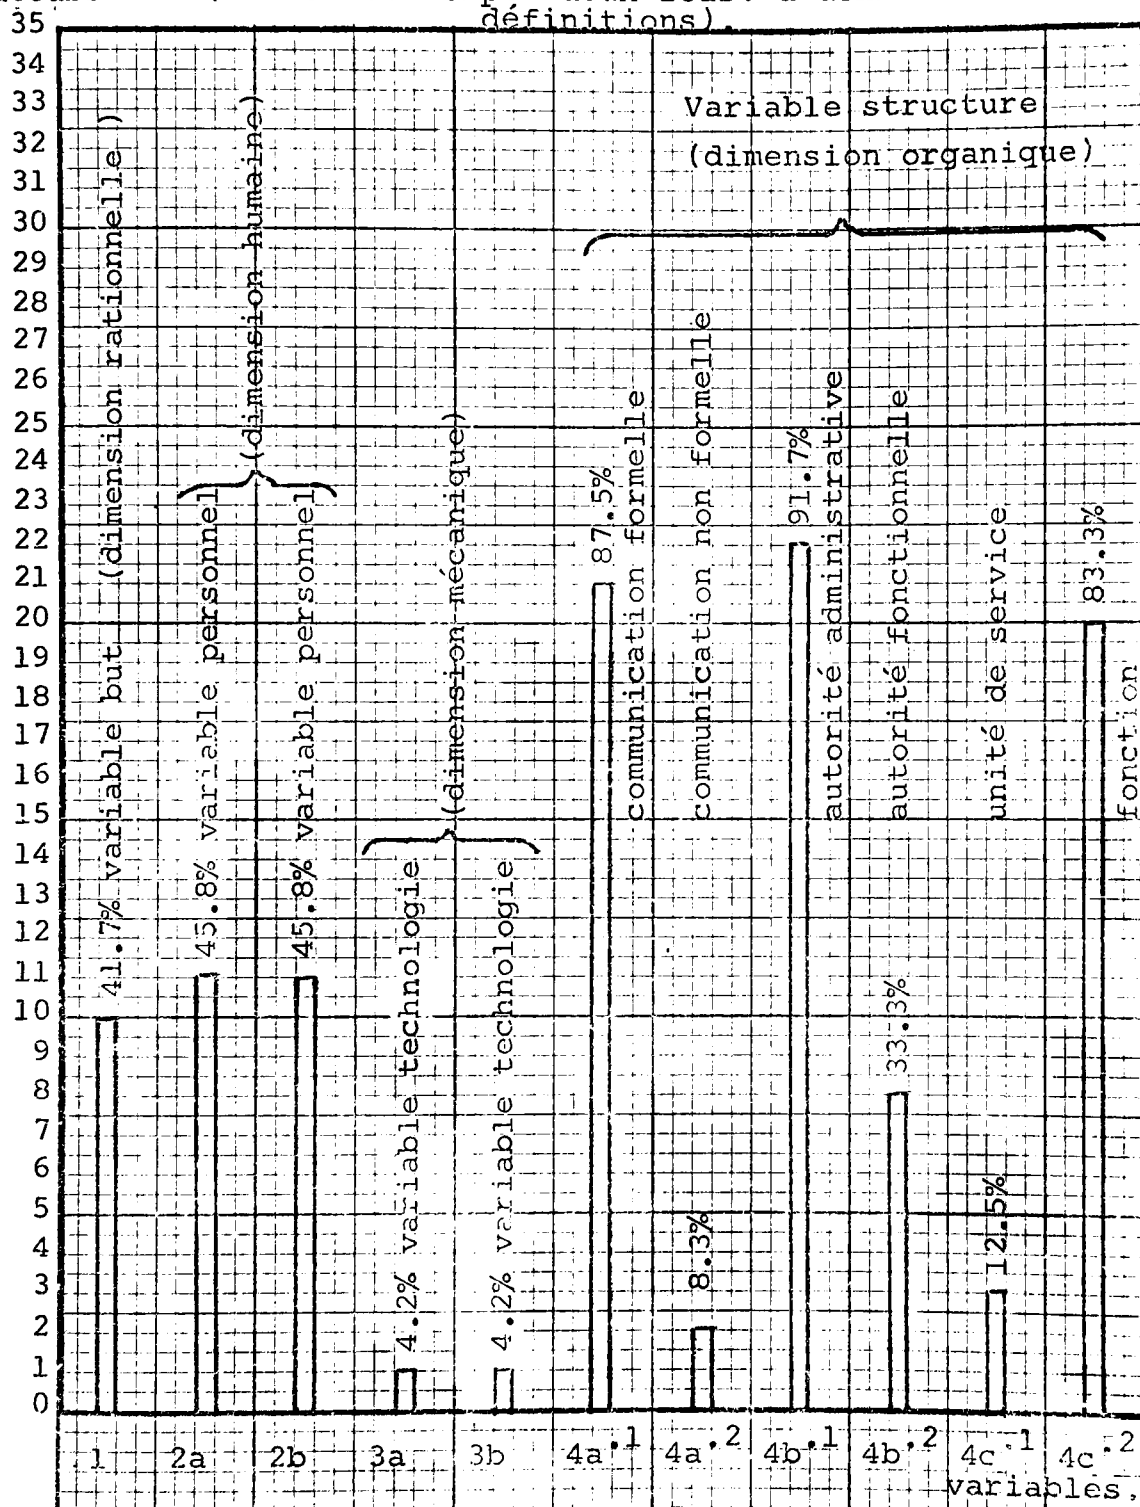 définitions).
35
34
33
32
31
30
29
28
27
26
25
24
23
22
21
20
19
18
17
16
15
14
13
12
11
10
9
8
7
6
5
4
3
2
1
0
41.7% variable but (dimension rationnelle)
45.8% variable personnel
45.8% variable personnel
(dimension humaine)
4.2% variable technologie
4.2% variable technologie
(dimension mécanique)
Variable structure
(dimension organique)
87.5%
communication formelle
8.3%
communication non formelle
91.7%
autorité administrative
33.3%
autorité fonctionnelle
12.5%
unité de service
83.3%
fonction
1 2a 2b 3a 3b 4a.1 4a.2 4b.1 4b.2 4c.1 4c.2
variables.